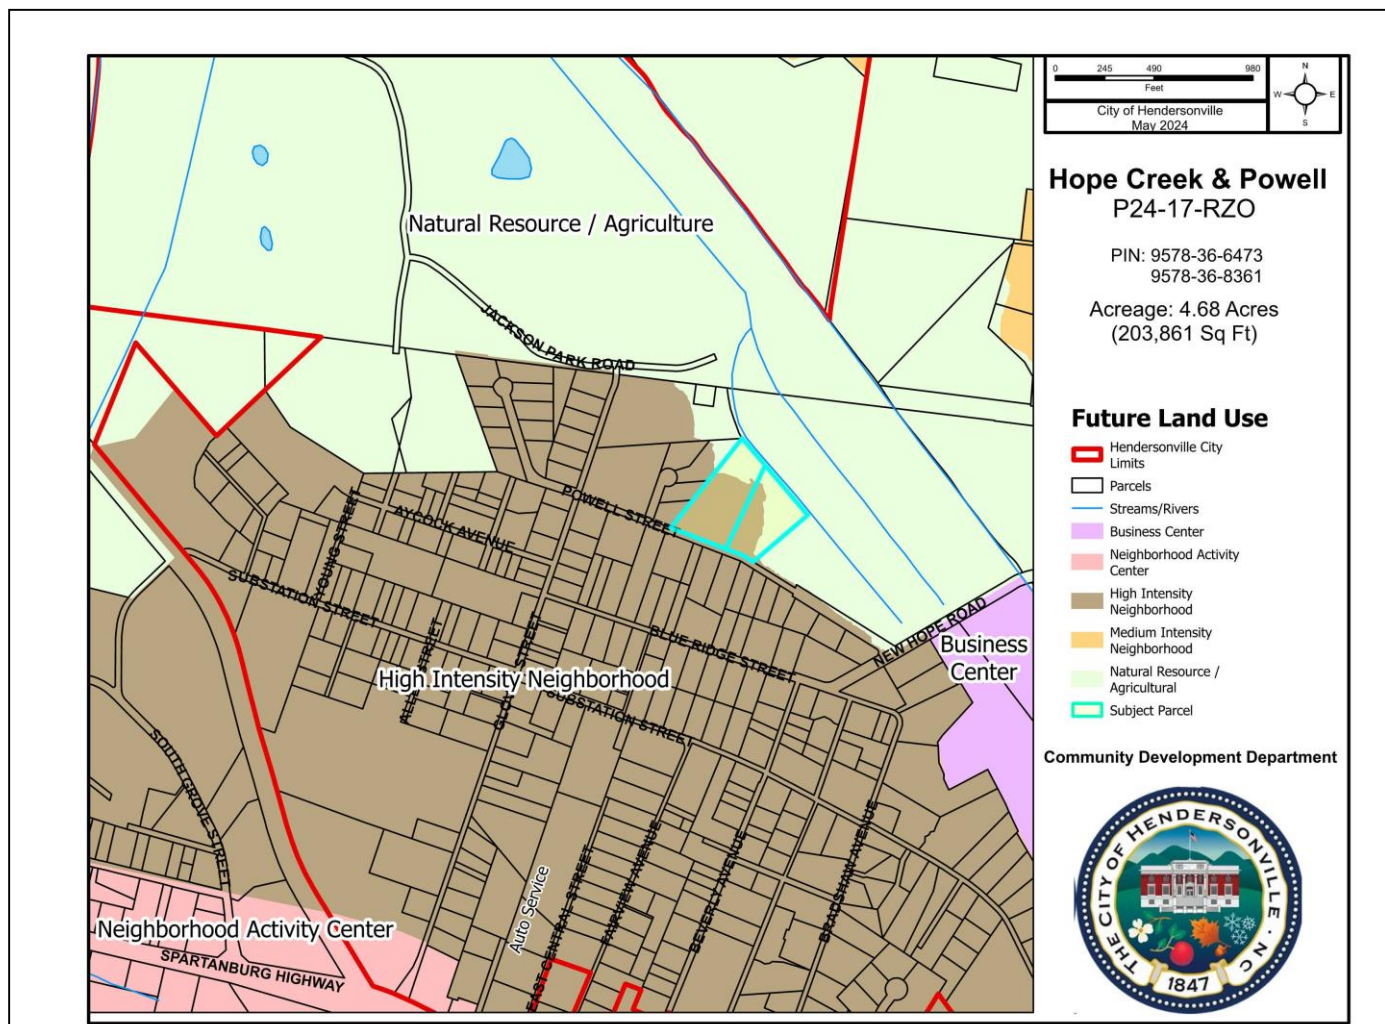 0 245 490 980
Feet
City of Hendersonville
May 2024
N
W E
S
Hope Creek & Powell
P24-17-RZO
PIN: 9578-36-6473
9578-36-8361
Acreage: 4.68 Acres
(203,861 Sq Ft)
Future Land Use
Hendersonville City
Limits
Parcels
Streams/Rivers
Business Center
Neighborhood Activity
Center
High Intensity
Neighborhood
Medium Intensity
Neighborhood
Natural Resource /
Agricultural
Subject Parcel
Community Development Department
THE CITY OF HENDERSONVILLE · NC
1847
Natural Resource / Agriculture
JACKSON PARK ROAD
POWELL STREET
AYCOCK AVENUE
YOUNG STREET
SUBSTATION STREET
BLUE RIDGE STREET
NEW HOPE ROAD
Business
Center
High Intensity Neighborhood
SUBSTATION STREET
SOUTH GROVE STREET
Auto Service
EAST CENTRAL STREET
FAIRVIEW AVENUE
BEVERLY AVENUE
BRADSHAW AVENUE
Neighborhood Activity Center
SPARTANBURG HIGHWAY